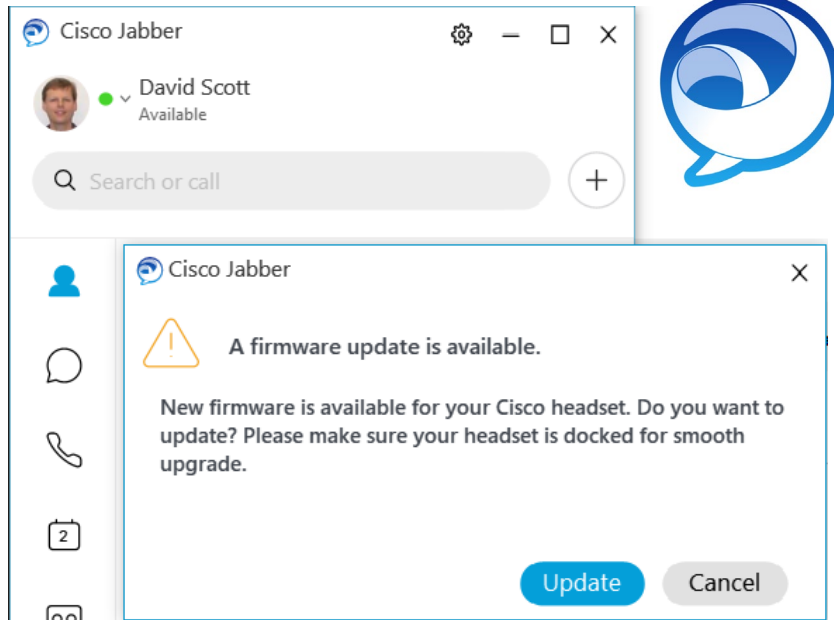 Cisco Jabber
David Scott
Available
Search or call
2
Cisco Jabber
A firmware update is available.
New firmware is available for your Cisco headset. Do you want to
update? Please make sure your headset is docked for smooth
upgrade.
Update
Cancel